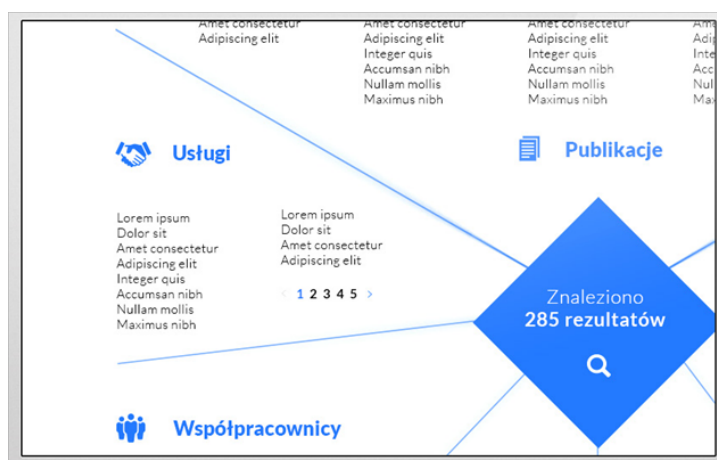 Amet consectetur
Adipiscing elit
Amet consectetur
Adipiscing elit
Integer quis
Accumsan nibh
Nullam mollis
Maximus nibh
Amet consectetur
Adipiscing elit
Integer quis
Accumsan nibh
Nullam mollis
Maximus nibh
Usługi
Publikacje
Lorem ipsum
Dolor sit
Amet consectetur
Adipiscing elit
Integer quis
Accumsan nibh
Nullam mollis
Maximus nibh
Lorem ipsum
Dolor sit
Amet consectetur
Adipiscing elit
< 1 2 3 4 5 >
Znaleziono
285 rezultatów
Współpracownicy